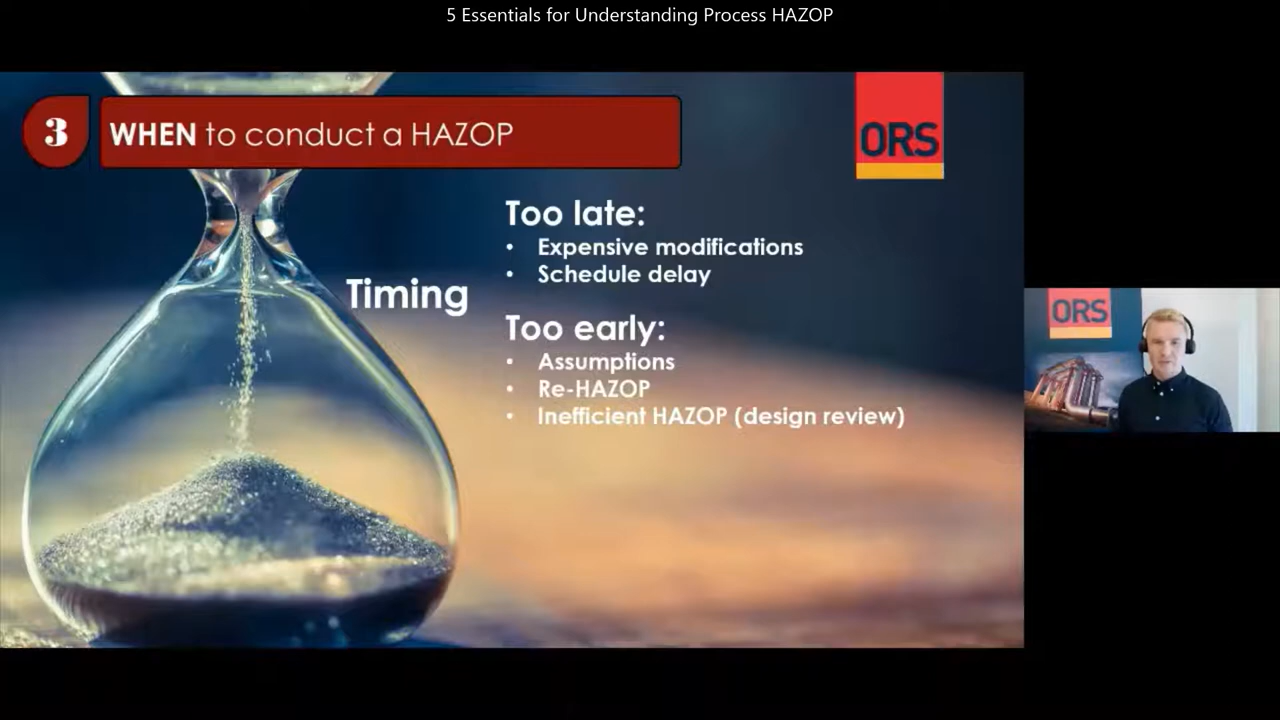 5 Essentials for Understanding Process HAZOP
3 WHEN to conduct a HAZOP
ORS
Timing
Too late:
• Expensive modifications
• Schedule delay
Too early:
• Assumptions
• Re-HAZOP
• Inefficient HAZOP (design review)
ORS